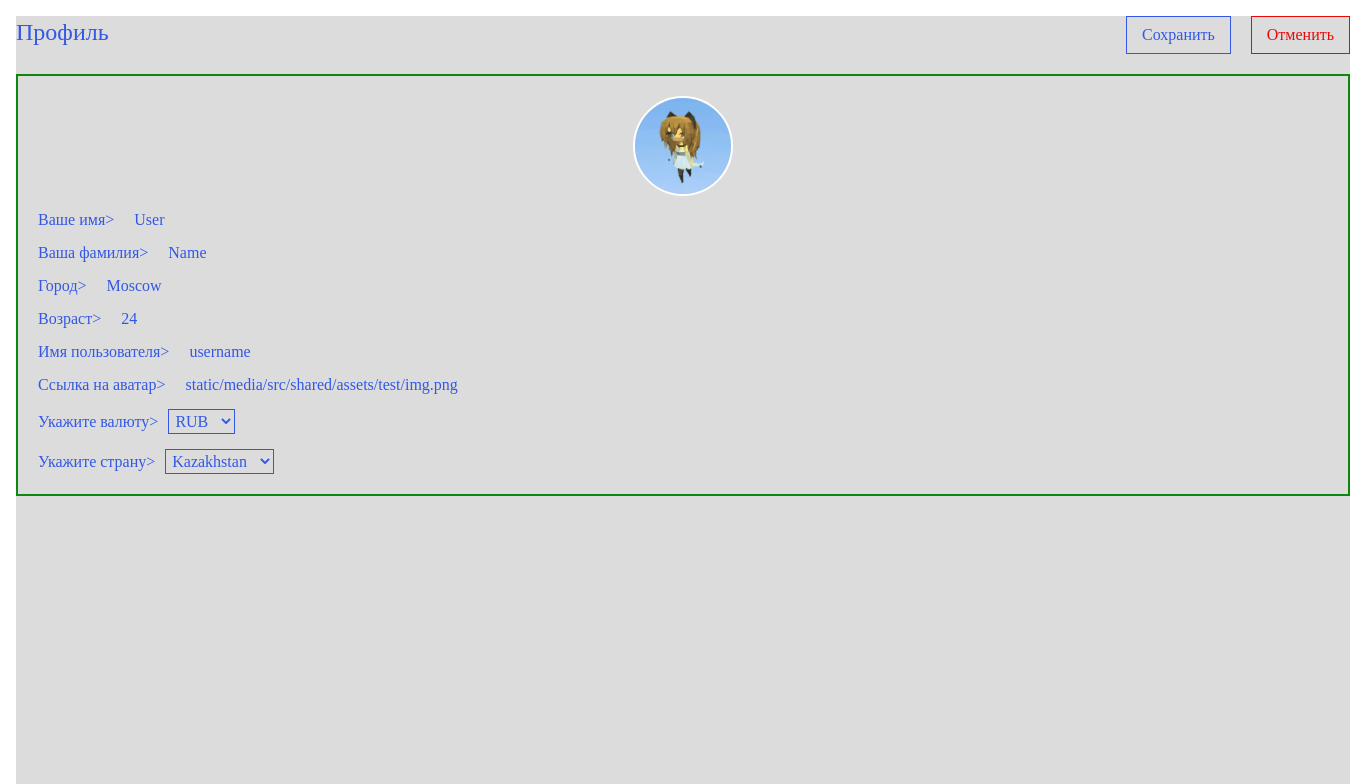 Профиль Сохранить Отменить
Ваше имя> User
Ваша фамилия> Name
Город> Moscow
Возраст> 24
Имя пользователя> username
Ссылка на аватар> static/media/src/shared/assets/test/img.png
Укажите валюту> RUB
Укажите страну> Kazakhstan